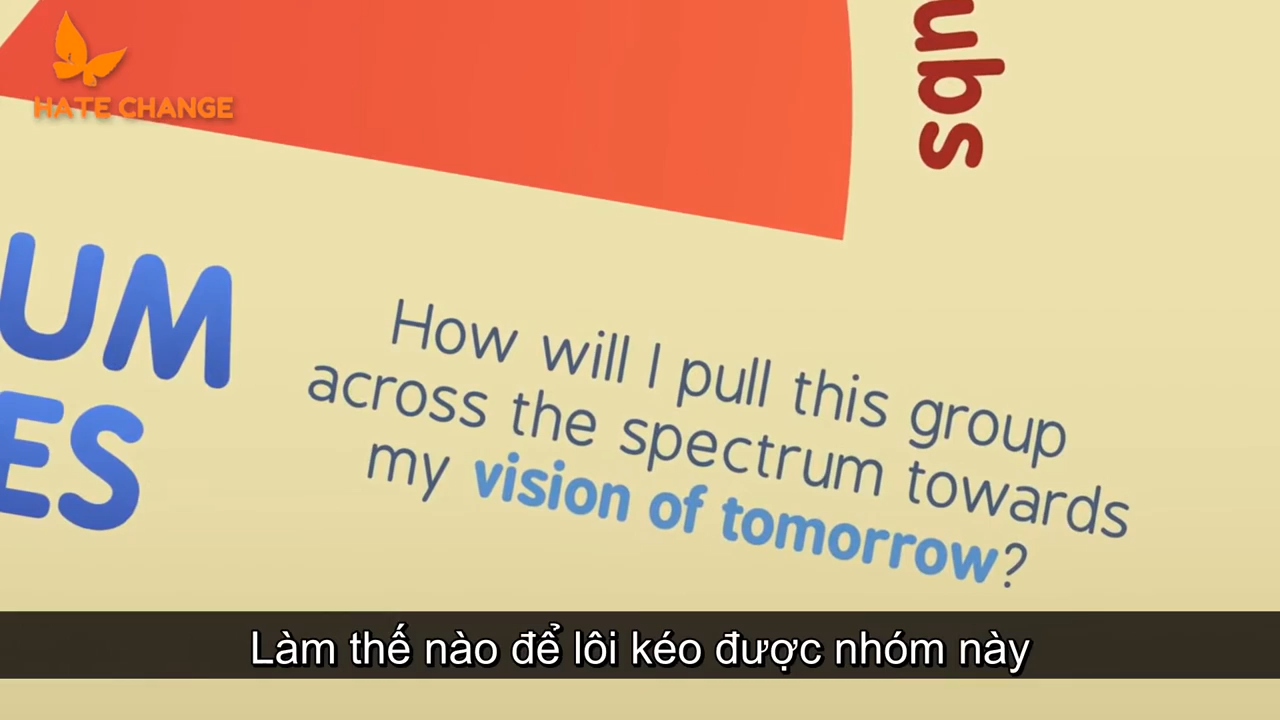 HATE CHANGE
How will I pull this group
across the spectrum towards
my vision of tomorrow?
Làm thế nào để lôi kéo được nhóm này